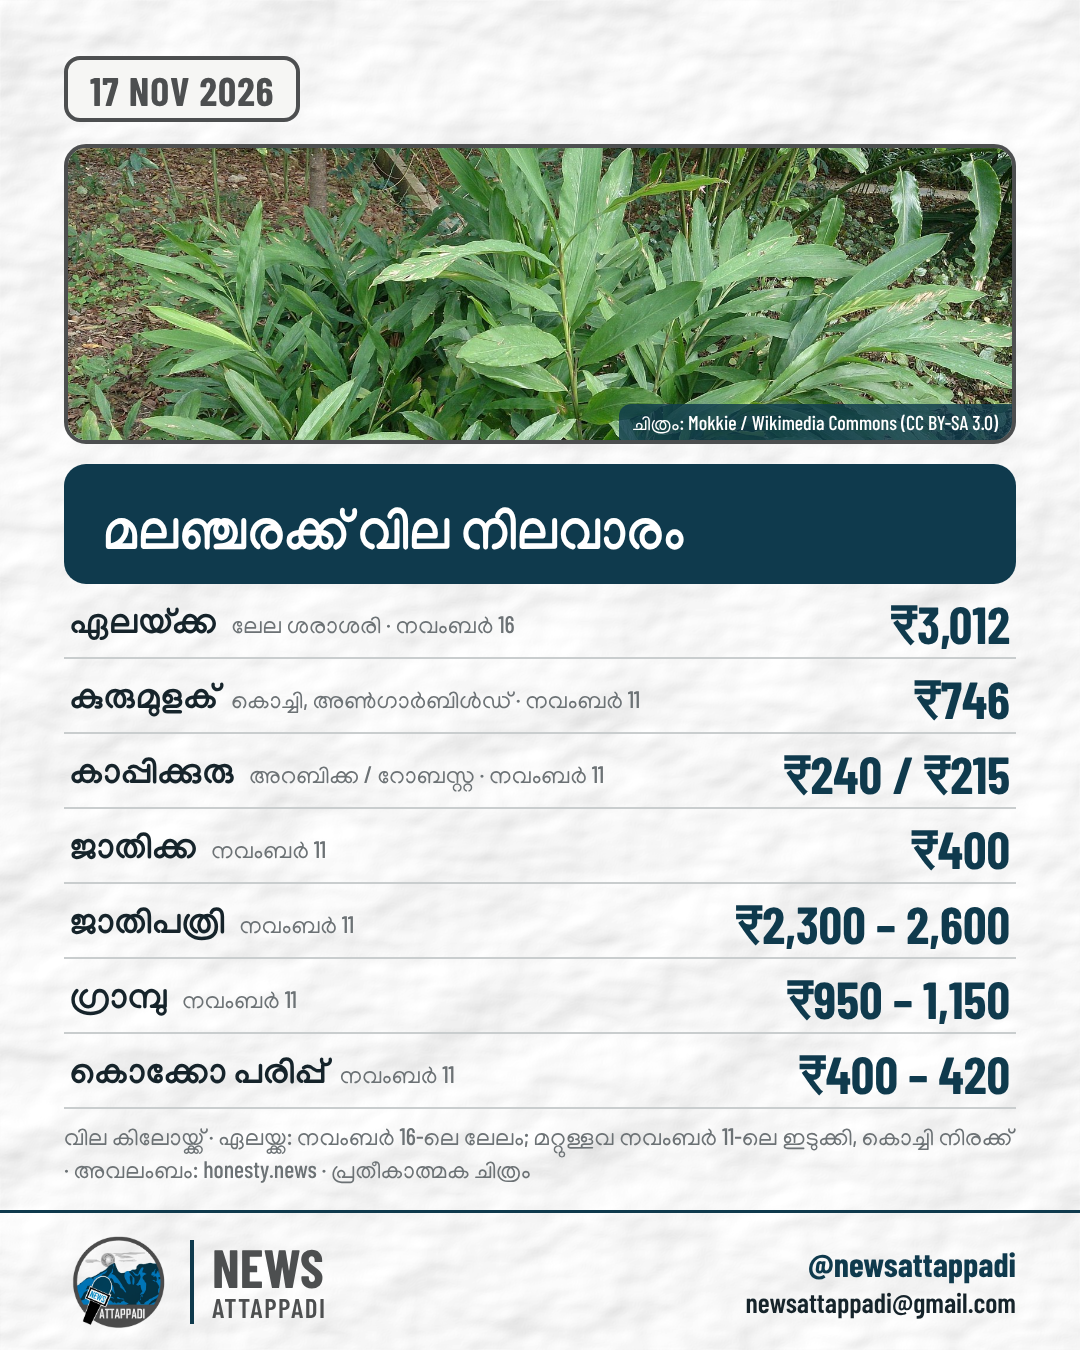 17 NOV 2026
ചിത്രം: Mokkie / Wikimedia Commons (CC BY-SA 3.0)
മലഞ്ചരക്ക് വില നിലവാരം
ഏലയ്ക്ക ലേല ശരാശരി · നവംബർ 16 ₹3,012
കുരുമുളക് കൊച്ചി, അൺഗാർബിൾഡ് · നവംബർ 11 ₹746
കാപ്പിക്കുരു അറബിക്ക / റോബസ്റ്റ · നവംബർ 11 ₹240 / ₹215
ജാതിക്ക നവംബർ 11 ₹400
ജാതിപത്രി നവംബർ 11 ₹2,300 – 2,600
ഗ്രാമ്പു നവംബർ 11 ₹950 – 1,150
കൊക്കോ പരിപ്പ് നവംബർ 11 ₹400 – 420
വില കിലോയ്ക്ക് · ഏലയ്ക്ക: നവംബർ 16-ലെ ലേലം; മറ്റുള്ളവ നവംബർ 11-ലെ ഇടുക്കി, കൊച്ചി നിരക്ക്
· അവലംബം: honesty.news · പ്രതീകാത്മക ചിത്രം
NEWS
ATTAPPADI
NEWS
ATTAPPADI
@newsattappadi
newsattappadi@gmail.com